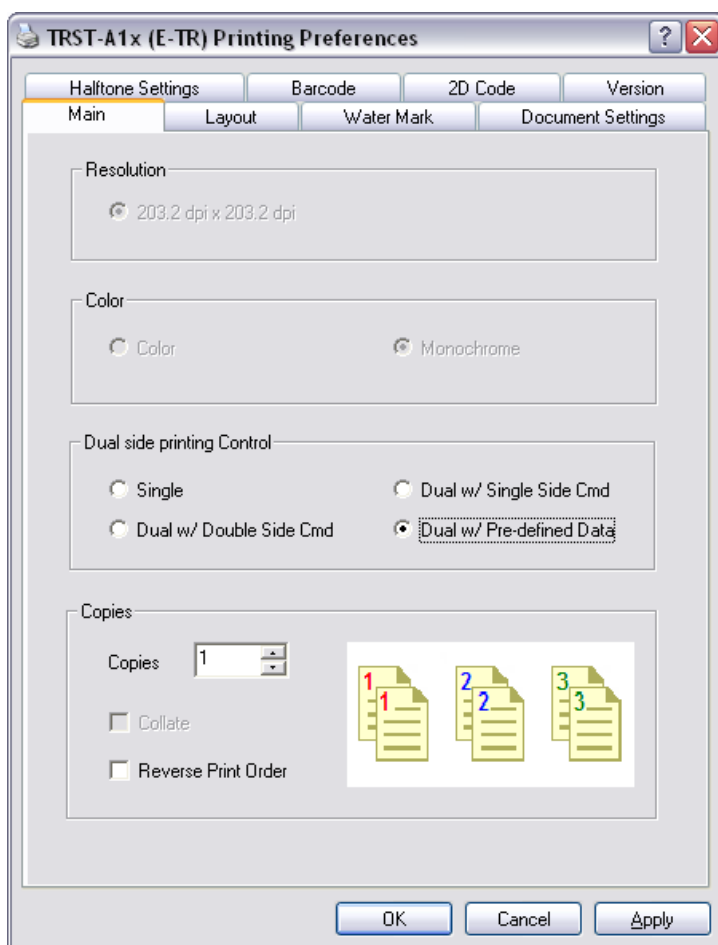 TRST-A1x (E-TR) Printing Preferences
Halftone Settings Barcode 2D Code Version
Main Layout Water Mark Document Settings
Resolution
203.2 dpi x 203.2 dpi
Color
Color Monochrome
Dual side printing Control
Single Dual w/ Single Side Cmd
Dual w/ Double Side Cmd Dual w/ Pre-defined Data
Copies
Copies 1
1 1 2 2 3 3
Collate
Reverse Print Order
OK Cancel Apply